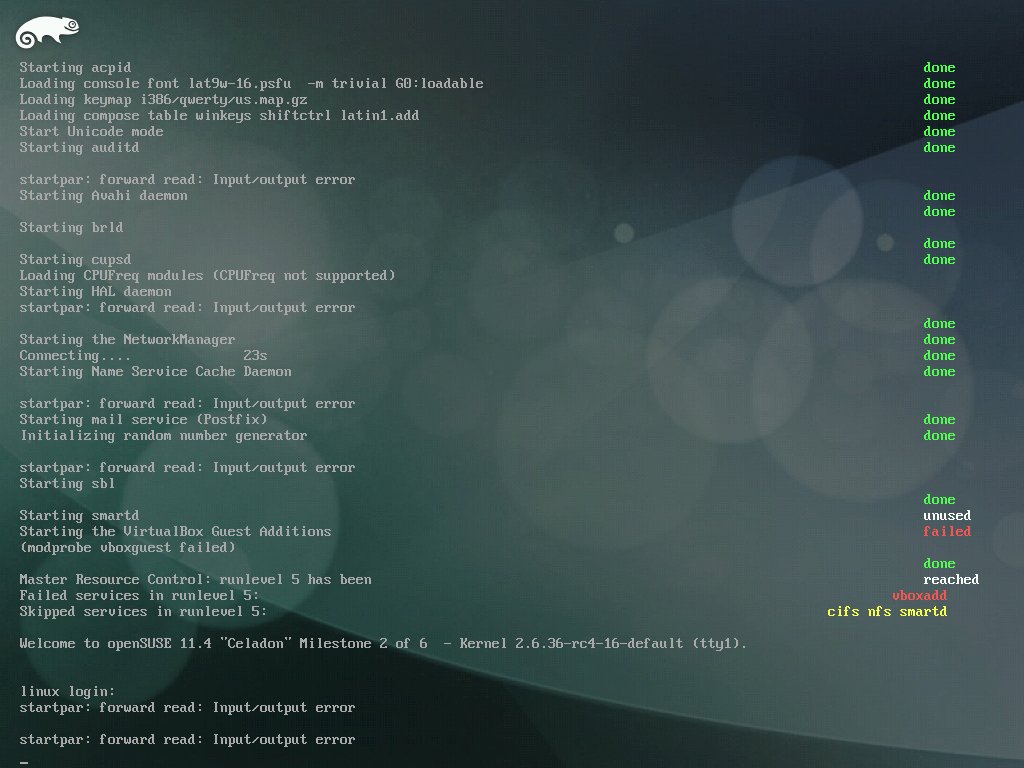 Starting acpid done
Loading console font lat9w-16.psfu -m trivial G0:loadable done
Loading keymap i386/qwerty/us.map.gz done
Loading compose table winkeys shiftctrl latin1.add done
Start Unicode mode done
Starting auditd done
startpar: forward read: Input/output error
Starting Avahi daemon done
done
Starting brld
done
Starting cupsd done
Loading CPUFreq modules (CPUFreq not supported)
Starting HAL daemon
startpar: forward read: Input/output error
done
Starting the NetworkManager done
Connecting.... 23s done
Starting Name Service Cache Daemon done
startpar: forward read: Input/output error
Starting mail service (Postfix) done
Initializing random number generator done
startpar: forward read: Input/output error
Starting sbl
done
Starting smartd unused
Starting the VirtualBox Guest Additions failed
(modprobe vboxguest failed)
done
Master Resource Control: runlevel 5 has been reached
Failed services in runlevel 5: vboxadd
Skipped services in runlevel 5: cifs nfs smartd
Welcome to openSUSE 11.4 "Celadon" Milestone 2 of 6 - Kernel 2.6.36-rc4-16-default (tty1).
linux login:
startpar: forward read: Input/output error
startpar: forward read: Input/output error